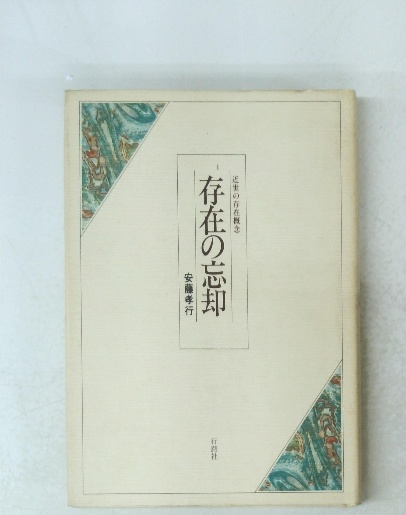 近世の存在概念
存在の忘却
安藤孝行
行路社